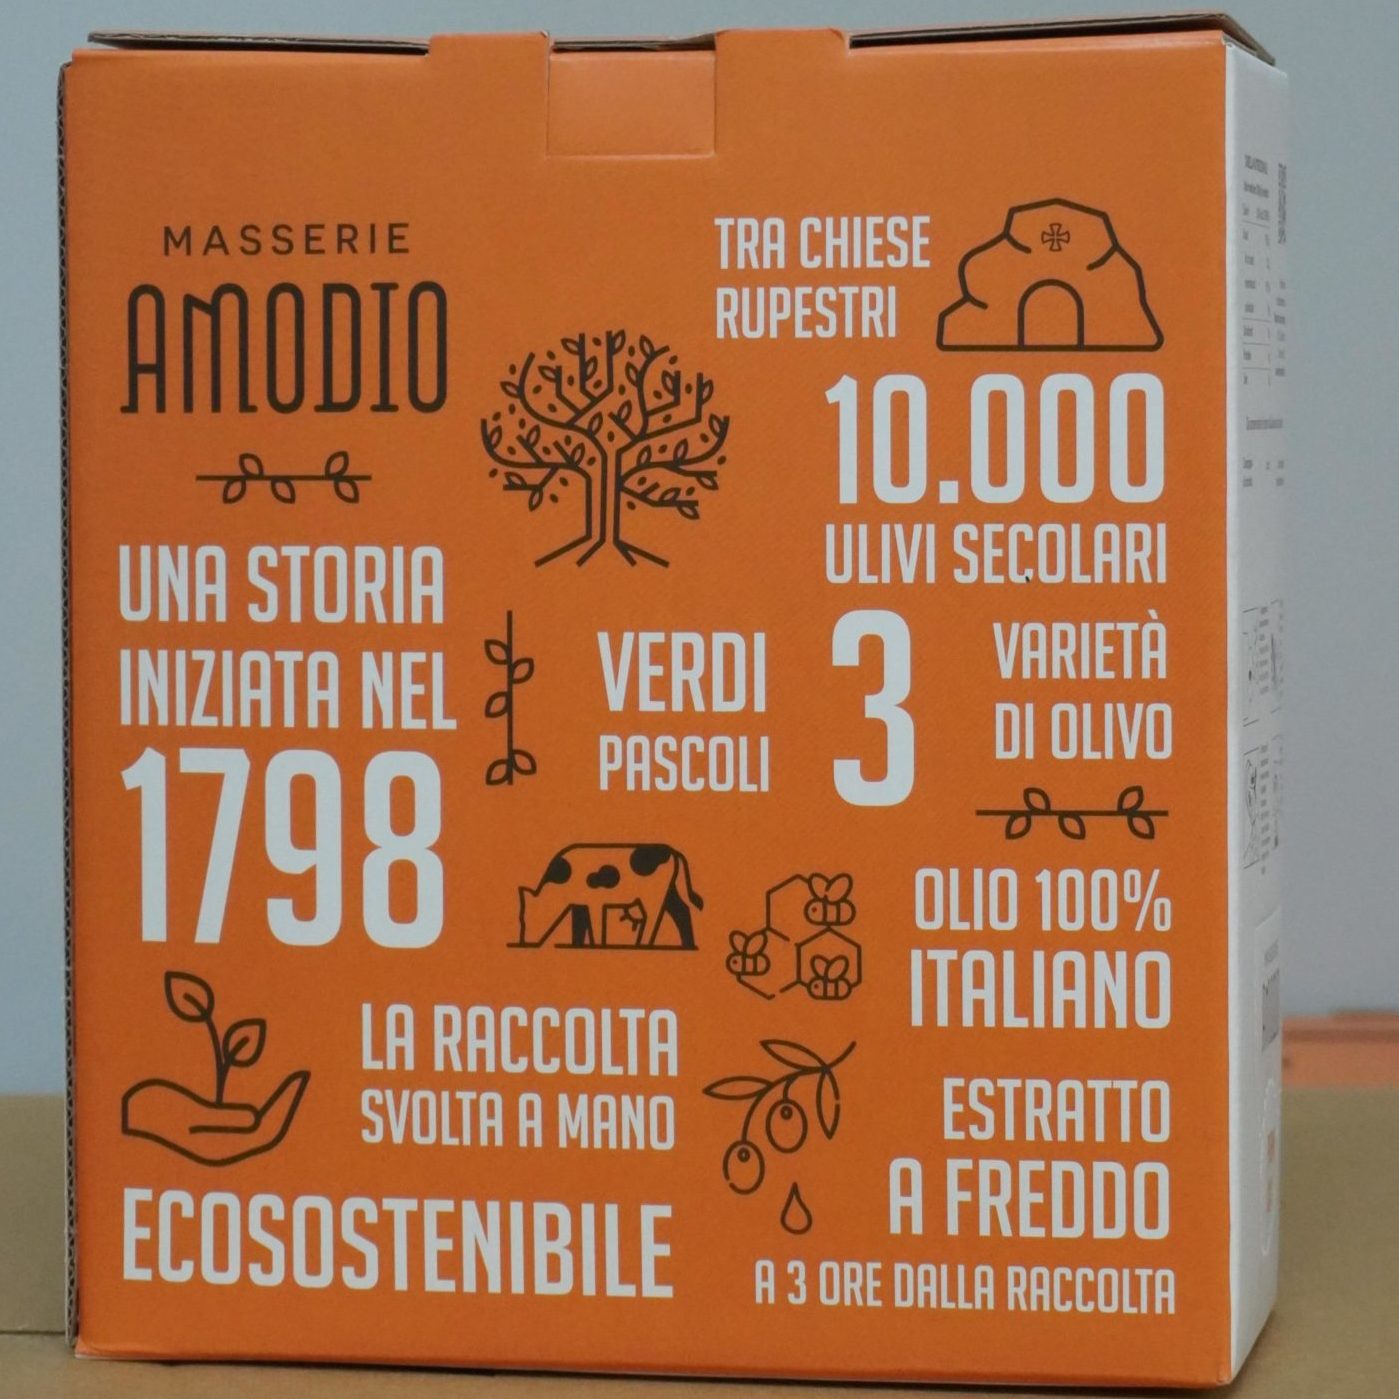 MASSERIE
AMODIO
UNA STORIA
INIZIATA NEL
1798
TRA CHIESE
RUPESTRI
10.000
ULIVI SECOLARI
3
VARIETÀ
DI OLIVO
VERDI
PASCOLI
OLIO 100%
ITALIANO
LA RACCOLTA
SVOLTA A MANO
ECOSOSTENIBILE
ESTRATTO
A FREDDO
A 3 ORE DALLA RACCOLTA